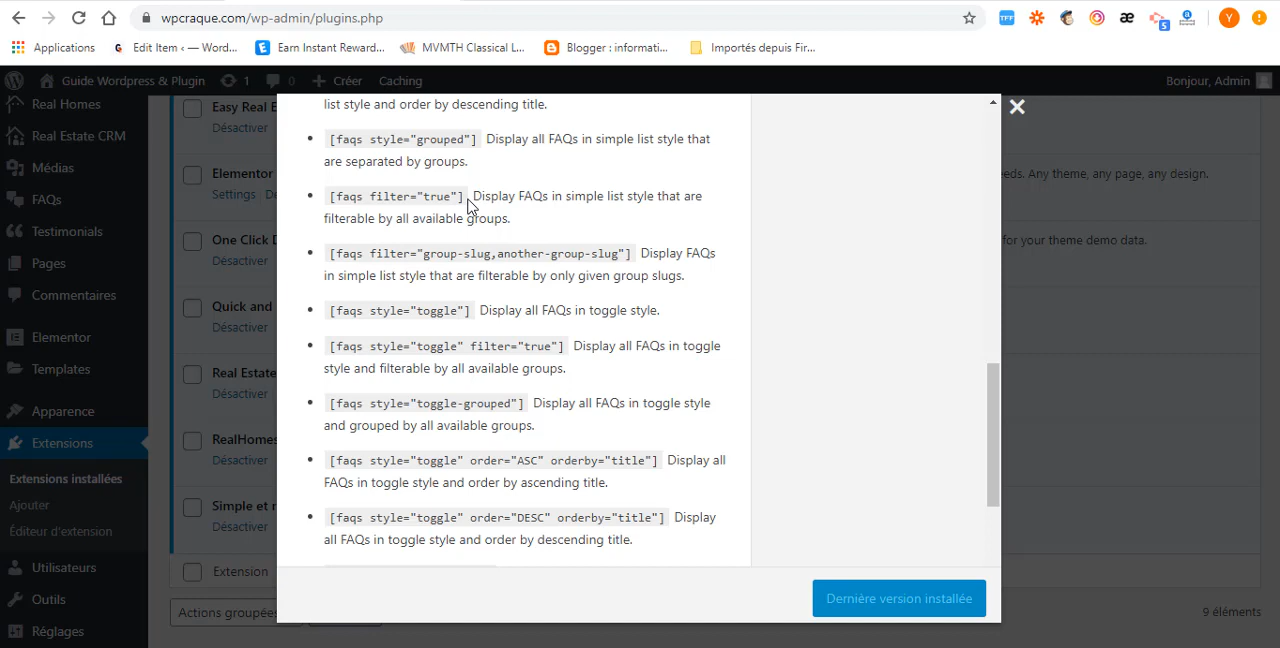 wpcraque.com/wp-admin/plugins.php
TFF
æ
5
Y
Applications
Edit Item ‹ — Word...
Earn Instant Reward...
MVMTH Classical L...
Blogger : informati...
Importés depuis Fir...
Guide Wordpress & Plugin
1
0
Créer
Caching
Bonjour, Admin
Real Homes
Real Estate CRM
Médias
FAQs
Testimonials
Pages
Commentaires
Elementor
Templates
Apparence
Extensions
Extensions installées
Ajouter
Éditeur d'extension
Utilisateurs
Outils
Réglages
Easy Real E
Désactiver
Elementor
Settings | De
eeds. Any theme, any page, any design.
One Click D
Désactiver
for your theme demo data.
Quick and
Désactiver
Real Estate
Désactiver
RealHomes
Désactiver
Simple et r
Désactiver
Extension
Actions groupées
9 éléments
list style and order by descending title.
[faqs style="grouped"] Display all FAQs in simple list style that
are separated by groups.
[faqs filter="true"] Display FAQs in simple list style that are
filterable by all available groups.
[faqs filter="group-slug,another-group-slug"] Display FAQs
in simple list style that are filterable by only given group slugs.
[faqs style="toggle"] Display all FAQs in toggle style.
[faqs style="toggle" filter="true"] Display all FAQs in toggle
style and filterable by all available groups.
[faqs style="toggle-grouped"] Display all FAQs in toggle style
and grouped by all available groups.
[faqs style="toggle" order="ASC" orderby="title"] Display all
FAQs in toggle style and order by ascending title.
[faqs style="toggle" order="DESC" orderby="title"] Display
all FAQs in toggle style and order by descending title.
Dernière version installée